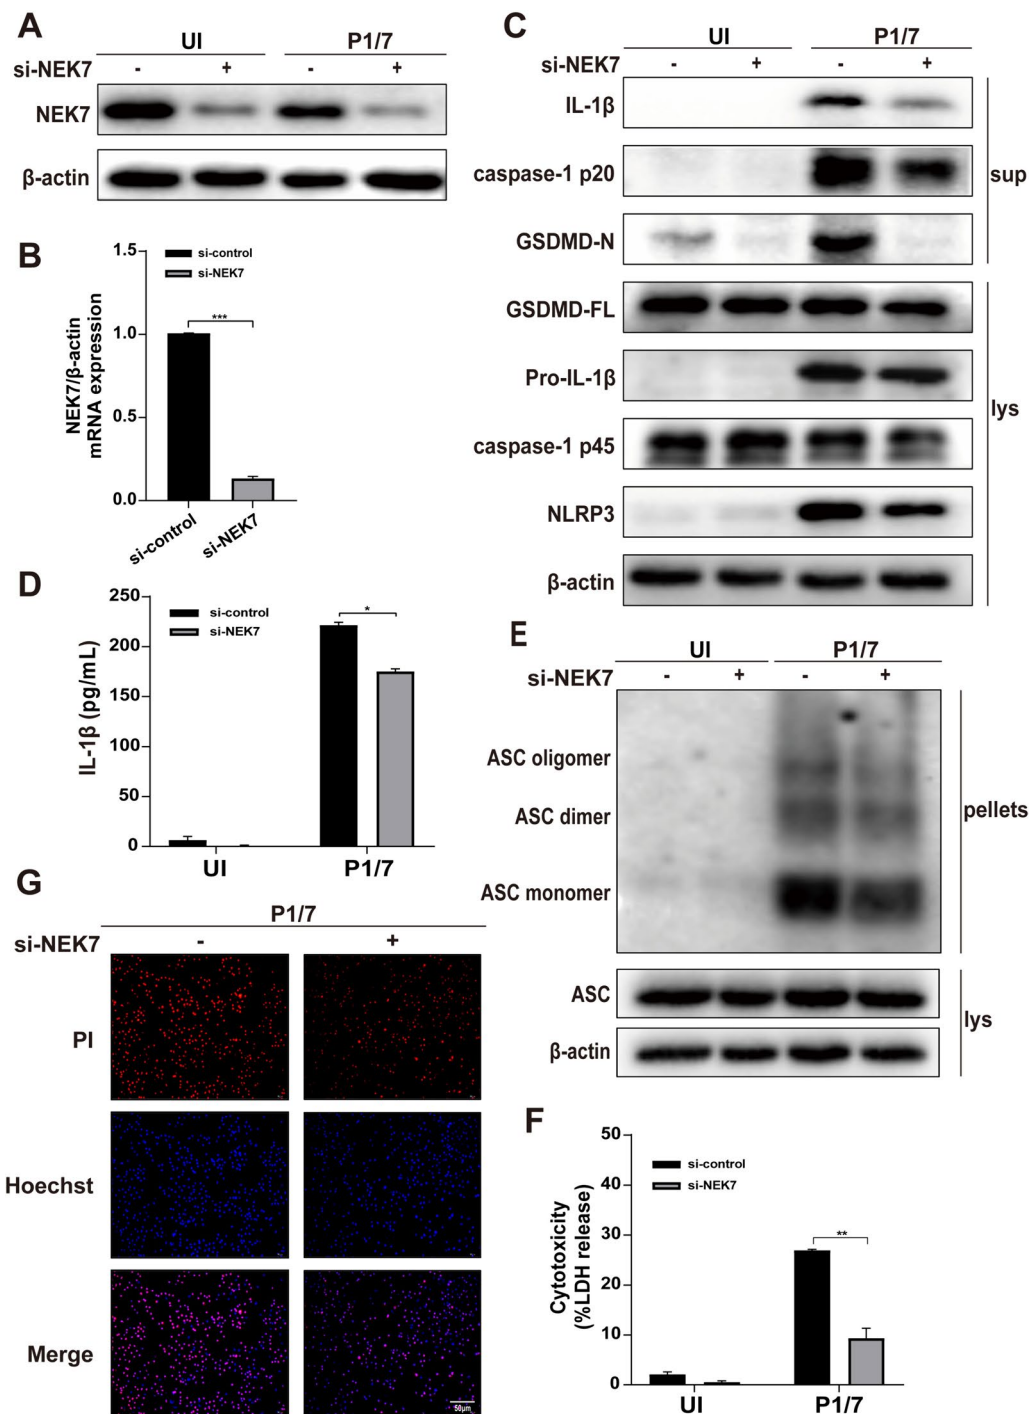 A
UI P1/7
si-NEK7 - + - +
NEK7
β-actin
B
1.5
1.0
0.5
0.0
NEK7/β-actin
mRNA expression
si-control
si-NEK7
***
si-control si-NEK7
C
UI P1/7
si-NEK7 - + - +
IL-1β
caspase-1 p20
GSDMD-N
sup
GSDMD-FL
Pro-IL-1β
caspase-1 p45
NLRP3
β-actin
lys
D
250
200
150
100
50
0
IL-1β (pg/mL)
si-control
si-NEK7
*
UI P1/7
E
UI P1/7
si-NEK7 - + - +
ASC oligomer
ASC dimer
ASC monomer
pellets
ASC
β-actin
lys
F
50
40
30
20
10
0
Cytotoxicity
(%LDH release)
si-control
si-NEK7
**
UI P1/7
G
P1/7
si-NEK7 - +
PI
Hoechst
Merge
50μm